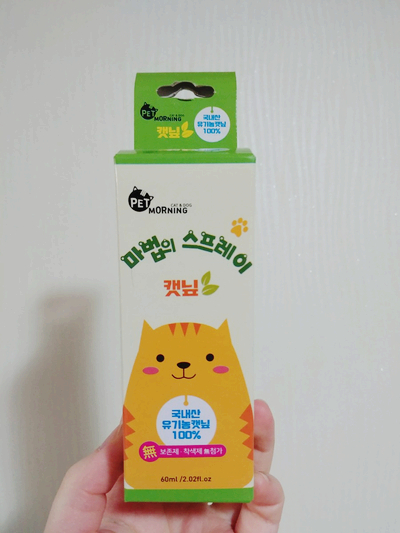 PET
CAT & DOG
MORNING
캣닢
국내산
유기농캣닢
100%
PET
CAT & DOG
MORNING
마법의 스프레이
캣닢
국내산
유기농캣닢
100%
無 보존재 · 착색제 無첨가
60ml /2.02fl.oz